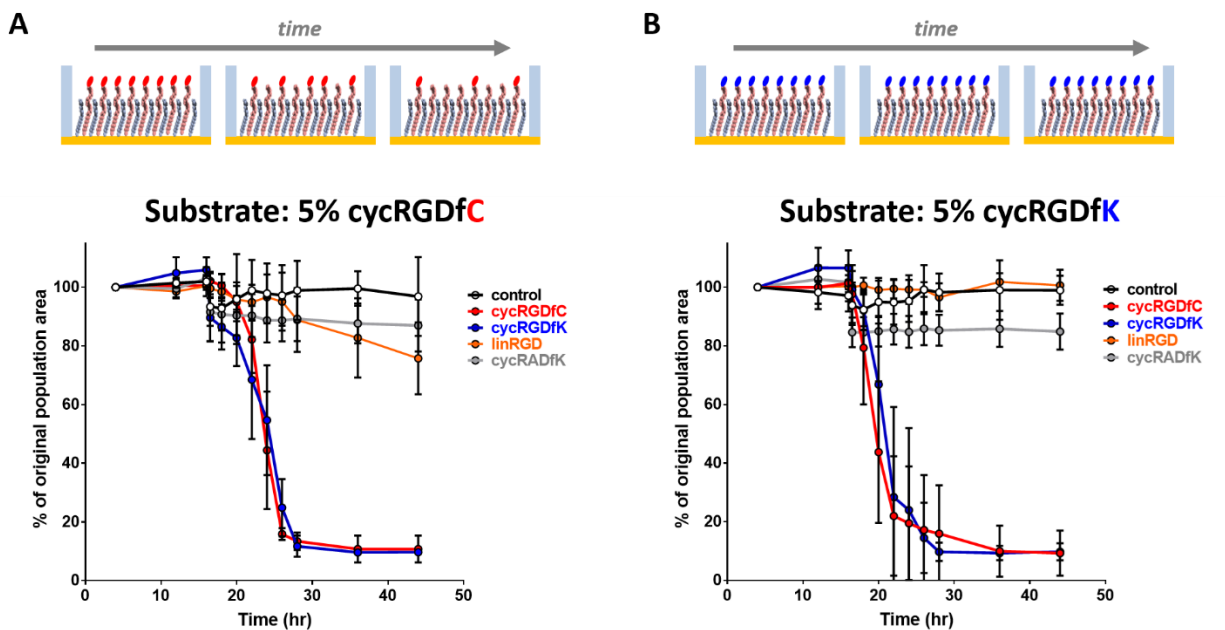 A
time
Substrate: 5% cycRGDfC
% of original population area
100
80
60
40
20
0
control
cycRGDfC
cycRGDfK
linRGD
cycRADfK
0
10
20
30
40
50
Time (hr)
B
time
Substrate: 5% cycRGDfK
% of original population area
100
80
60
40
20
0
control
cycRGDfC
cycRGDfK
linRGD
cycRADfK
0
10
20
30
40
50
Time (hr)